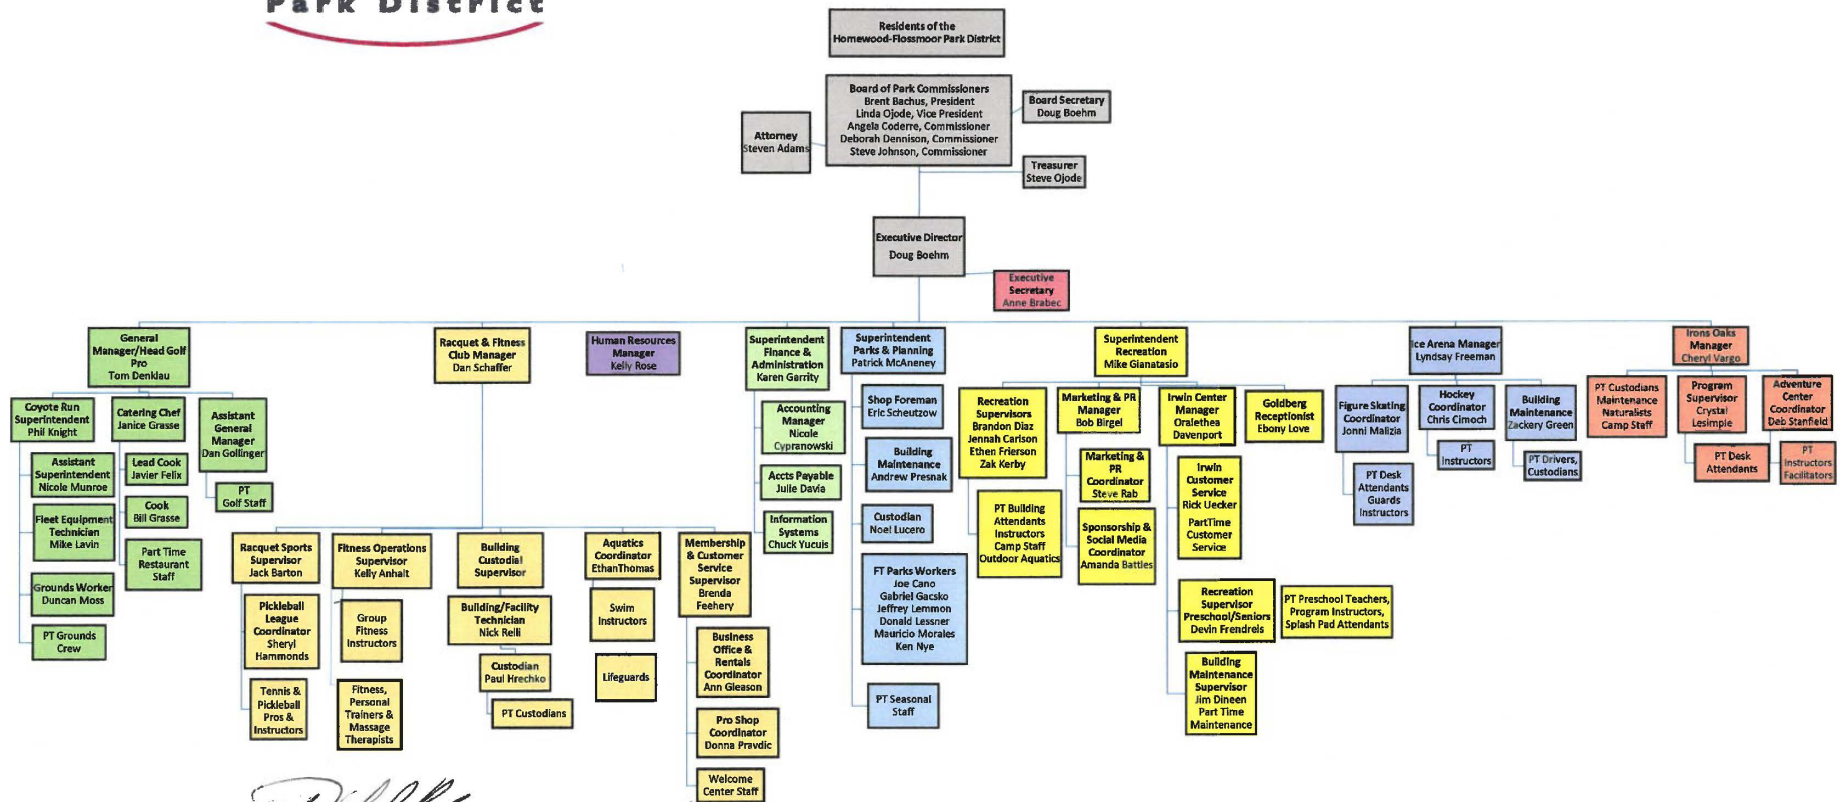 Park District
Residents of the
Homewood-Flossmoor Park District
Board of Park Commissioners
Brent Bachus, President
Linda Ojode, Vice President
Angela Coderre, Commissioner
Deborah Dennison, Commissioner
Steve Johnson, Commissioner
Board Secretary
Doug Boehm
Attorney
Steven Adams
Treasurer
Steve Ojode
Executive Director
Doug Boehm
Executive
Secretary
Anne Brabec
General
Manager/Head Golf
Pro
Tom Denklau
Coyote Run
Superintendent
Phil Knight
Assistant
Superintendent
Nicole Munroe
Fleet Equipment
Technician
Mike Lavin
Grounds Worker
Duncan Moss
PT Grounds
Crew
Catering Chef
Janice Grasse
Lead Cook
Javier Felix
Cook
Bill Grasse
Part Time
Restaurant
Staff
Assistant
General
Manager
Dan Gollinger
PT
Golf Staff
Racquet & Fitness
Club Manager
Dan Schaffer
Racquet Sports
Supervisor
Jack Barton
Pickleball
League
Coordinator
Sheryl
Hammonds
Tennis &
Pickleball
Pros &
Instructors
Fitness Operations
Supervisor
Kelly Anhalt
Group
Fitness
Instructors
Fitness,
Personal
Trainers &
Massage
Therapists
Building
Custodial
Supervisor
Building/Facility
Technician
Nick Relli
Custodian
Paul Hrechko
PT Custodians
Aquatics
Coordinator
EthanThomas
Swim
Instructors
Lifeguards
Membership
& Customer
Service
Supervisor
Brenda
Feehery
Business
Office &
Rentals
Coordinator
Ann Gleason
Pro Shop
Coordinator
Donna Pravdic
Welcome
Center Staff
Human Resources
Manager
Kelly Rose
Superintendent
Finance &
Administration
Karen Garrity
Accounting
Manager
Nicole
Cypranowski
Accts Payable
Julie Davia
Information
Systems
Chuck Yucuis
Superintendent
Parks & Planning
Patrick McAneney
Shop Foreman
Eric Scheutzow
Building
Maintenance
Andrew Presnak
Custodian
Noel Lucero
FT Parks Workers
Joe Cano
Gabriel Gacsko
Jeffrey Lemmon
Donald Lessner
Mauricio Morales
Ken Nye
PT Seasonal
Staff
Superintendent
Recreation
Mike Gianatasio
Recreation
Supervisors
Brandon Diaz
Jennah Carlson
Ethen Frierson
Zak Kerby
PT Building
Attendants
Instructors
Camp Staff
Outdoor Aquatics
Marketing & PR
Manager
Bob Birgel
Marketing &
PR
Coordinator
Steve Rab
Sponsorship &
Social Media
Coordinator
Amanda Battles
Irwin Center
Manager
Oralethea
Davenport
Irwin
Customer
Service
Rick Uecker
PartTime
Customer
Service
Recreation
Supervisor
Preschool/Seniors
Devin Frendreis
PT Preschool Teachers,
Program Instructors,
Splash Pad Attendants
Building
Maintenance
Supervisor
Jim Dineen
Part Time
Maintenance
Goldberg
Receptionist
Ebony Love
Ice Arena Manager
Lyndsay Freeman
Figure Skating
Coordinator
Jonni Malizia
PT Desk
Attendants
Guards
Instructors
Hockey
Coordinator
Chris Cimoch
PT
Instructors
Building
Maintenance
Zackery Green
PT Drivers,
Custodians
Irons Oaks
Manager
Cheryl Vargo
PT Custodians
Maintenance
Naturalists
Camp Staff
Program
Supervisor
Crystal
Lesimple
PT Desk
Attendants
Adventure
Center
Coordinator
Deb Stanfield
PT
Instructors
Facilitators